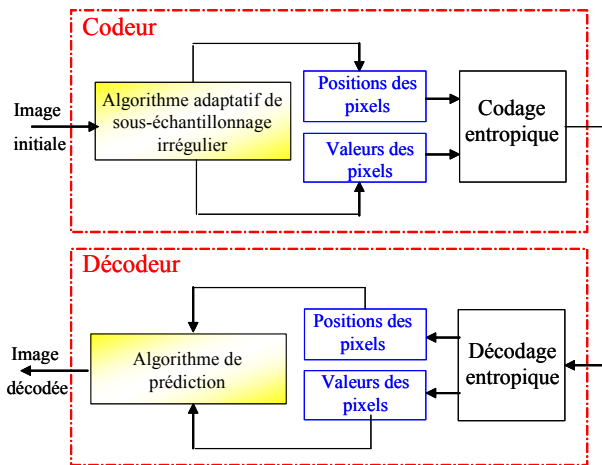 Codeur
Image
initiale
Algorithme adaptatif de
sous-échantillonnage
irrégulier
Positions des
pixels
Valeurs des
pixels
Codage
entropique
Décodeur
Image
décodée
Algorithme de
prédiction
Positions des
pixels
Valeurs des
pixels
Décodage
entropique